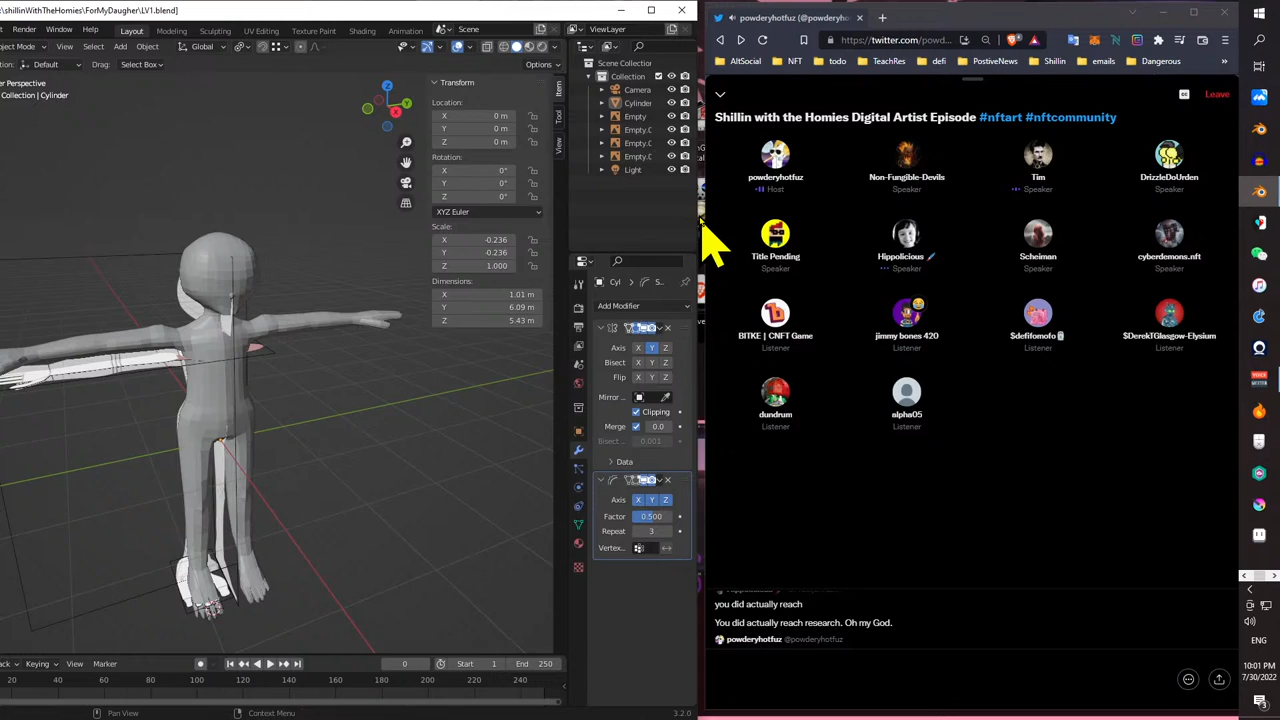 \shillinWithTheHomies\ForMyDaugher\LV1.blend]
Render Window Help Layout Modeling Sculpting UV Editing Texture Paint Shading Animation
Scene ViewLayer
Object Mode View Select Add Object Global
Default Drag: Select Box Options
Perspective
Collection | Cylinder
Transform
Location:
X 0 m
Y 0 m
Z 0 m
Rotation:
X 0°
Y 0°
Z 0°
XYZ Euler
Scale:
X -0.236
Y -0.236
Z 1.000
Dimensions:
X 1.01 m
Y 6.09 m
Z 5.43 m
Item
Tool
View
Scene Collection
Collection
Camera
Cylinder
Empty
Empty.0
Empty.0
Empty.0
Light
Cyl S...
Add Modifier
Axis X Y Z
Bisect X Y Z
Flip X Y Z
Mirror ...
Clipping
Merge 0.0
Bisect ... 0.001
Data
Axis X Y Z
Factor 0.500
Repeat 3
Vertex...
Keying View Marker 0 Start 1 End 250
20 40 60 80 100 120 140 160 180 200 220 240
Pan View Context Menu 3.2.0
powderyhotfuz (@powderyho
https://twitter.com/powd...
AltSocial NFT todo TeachRes defi PostiveNews Shillin emails Dangerous
CC Leave
Shillin with the Homies Digital Artist Episode #nftart #nftcommunity
powderyhotfuz Non-Fungible-Devils Tim DrizzleDoUrden
Host Speaker Speaker Speaker
Title Pending Hippolicious Scheiman cyberdemons.nft
Speaker Speaker Speaker Speaker
BITKE | CNFT Game jimmy bones 420 $defifomofo $DerekTGlasgow-Elysium
Listener Listener Listener Listener
dundrum alpha05
Listener Listener
you did actually reach
You did actually reach research. Oh my God.
powderyhotfuz @powderyhotfuz
ENG
10:01 PM
7/30/2022